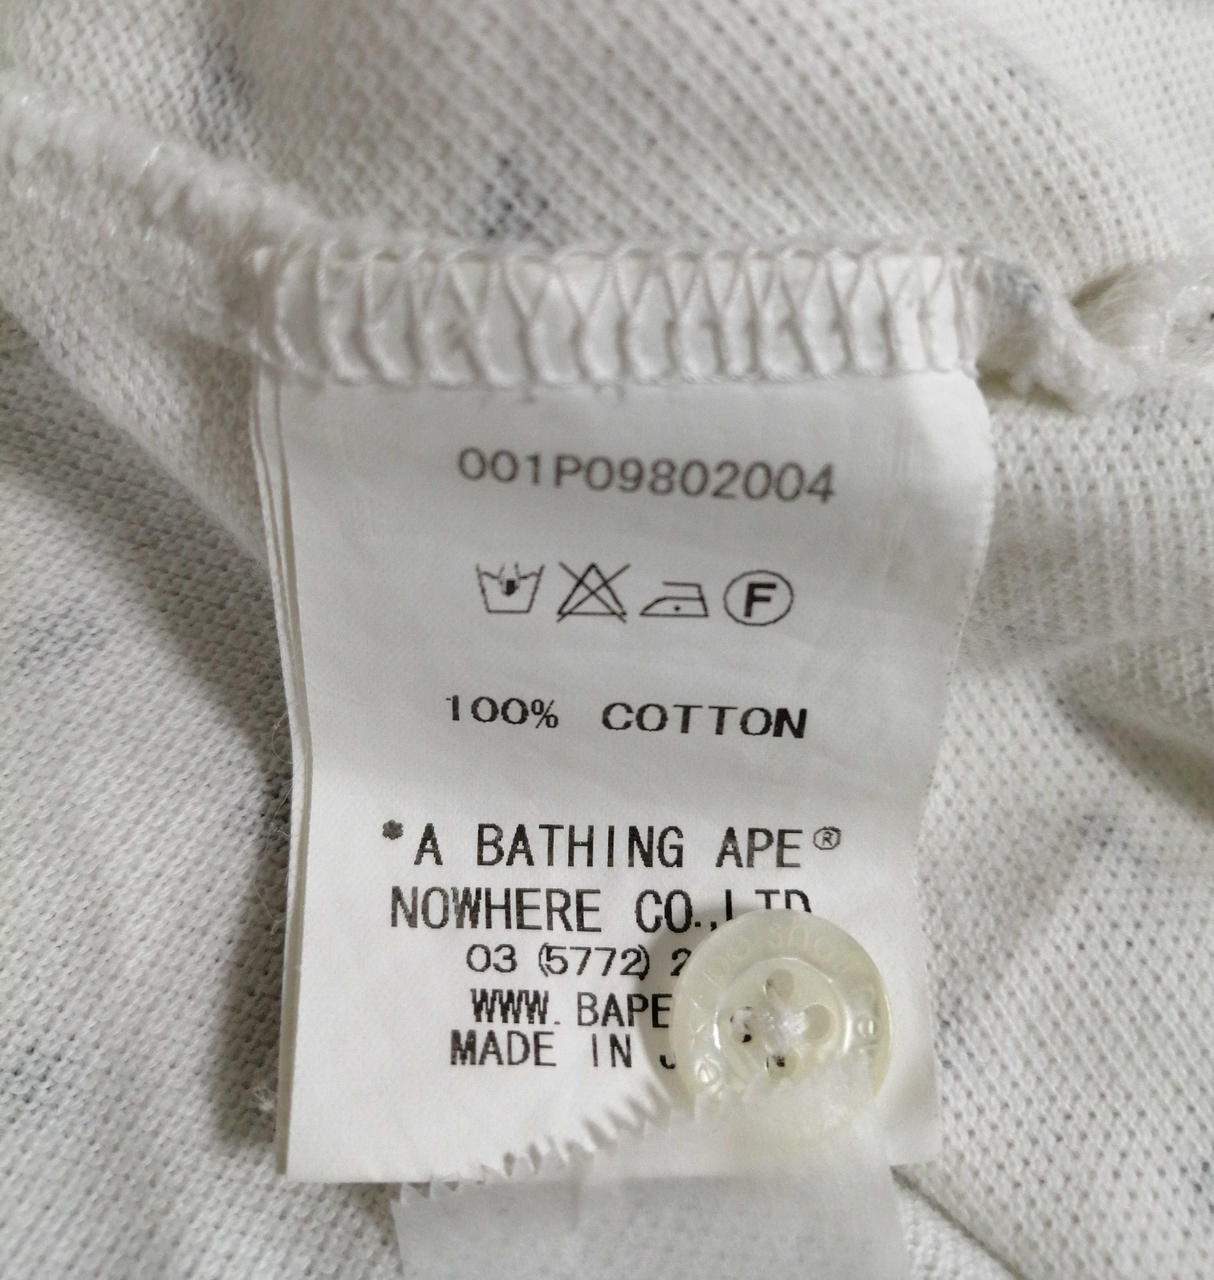 001P09802004
F
100% COTTON
*A BATHING APE®
NOWHERE CO.,LTD
03 (5772) 2
WWW. BAPE
MADE IN